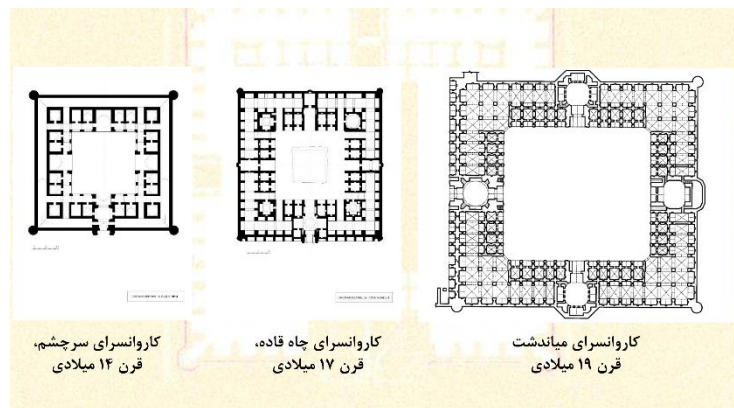 کاروانسرای میاندشت
قرن ۱۹ میلادی
کاروانسرای چاه قاده،
قرن ۱۷ میلادی
کاروانسرای سرچشم،
قرن ۱۴ میلادی